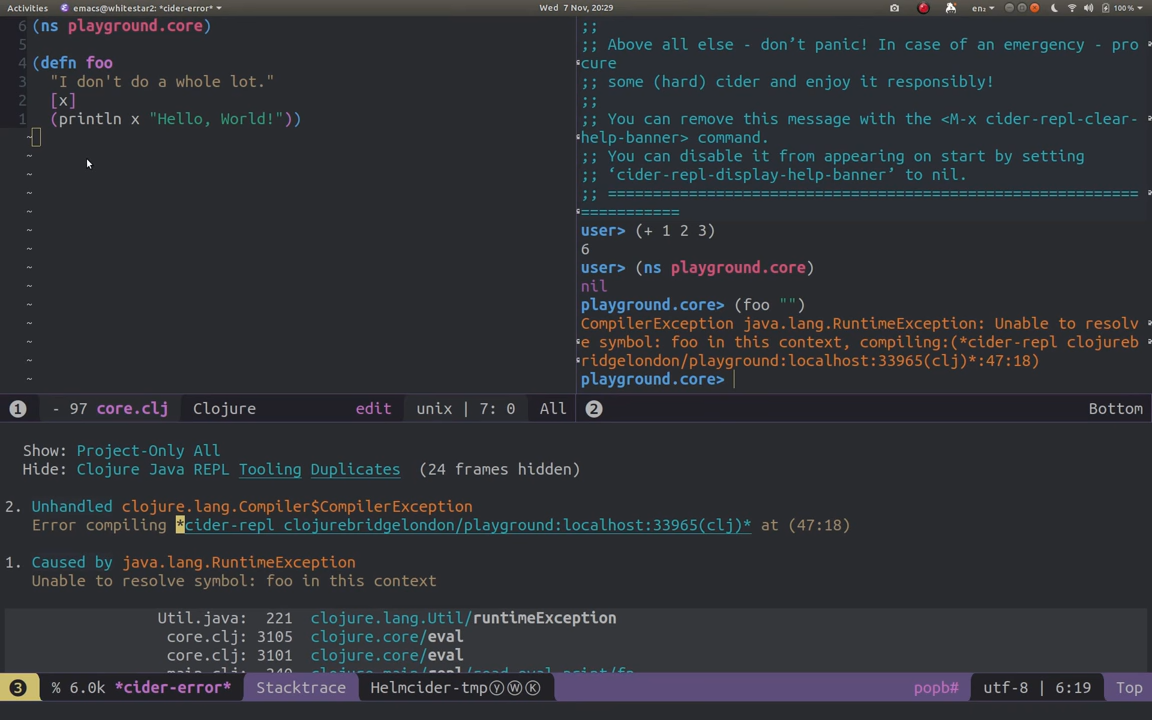 Activities emacs@whitestar2: *cider-error* Wed 7 Nov, 20:29 en₂ 100 %
6 (ns playground.core)
5
4 (defn foo
3 "I don't do a whole lot."
2 [x]
1 (println x "Hello, World!"))
~
~
~
~
~
~
~
~
~
~
~
~
~
~
;;
;; Above all else - don’t panic! In case of an emergency - pro
cure
;; some (hard) cider and enjoy it responsibly!
;;
;; You can remove this message with the <M-x cider-repl-clear-
help-banner> command.
;; You can disable it from appearing on start by setting
;; ‘cider-repl-display-help-banner’ to nil.
;; ===========================================================
===========
user> (+ 1 2 3)
6
user> (ns playground.core)
nil
playground.core> (foo "")
CompilerException java.lang.RuntimeException: Unable to resolv
e symbol: foo in this context, compiling:(*cider-repl clojureb
ridgelondon/playground:localhost:33965(clj)*:47:18)
playground.core>
1 - 97 core.clj Clojure edit unix | 7: 0 All
2 Bottom
Show: Project-Only All
Hide: Clojure Java REPL Tooling Duplicates (24 frames hidden)
2. Unhandled clojure.lang.Compiler$CompilerException
Error compiling *cider-repl clojurebridgelondon/playground:localhost:33965(clj)* at (47:18)
1. Caused by java.lang.RuntimeException
Unable to resolve symbol: foo in this context
Util.java: 221 clojure.lang.Util/runtimeException
core.clj: 3105 clojure.core/eval
core.clj: 3101 clojure.core/eval
3 % 6.0k *cider-error* Stacktrace Helmcider-tmpⓨⓌⓀ popb# utf-8 | 6:19 Top